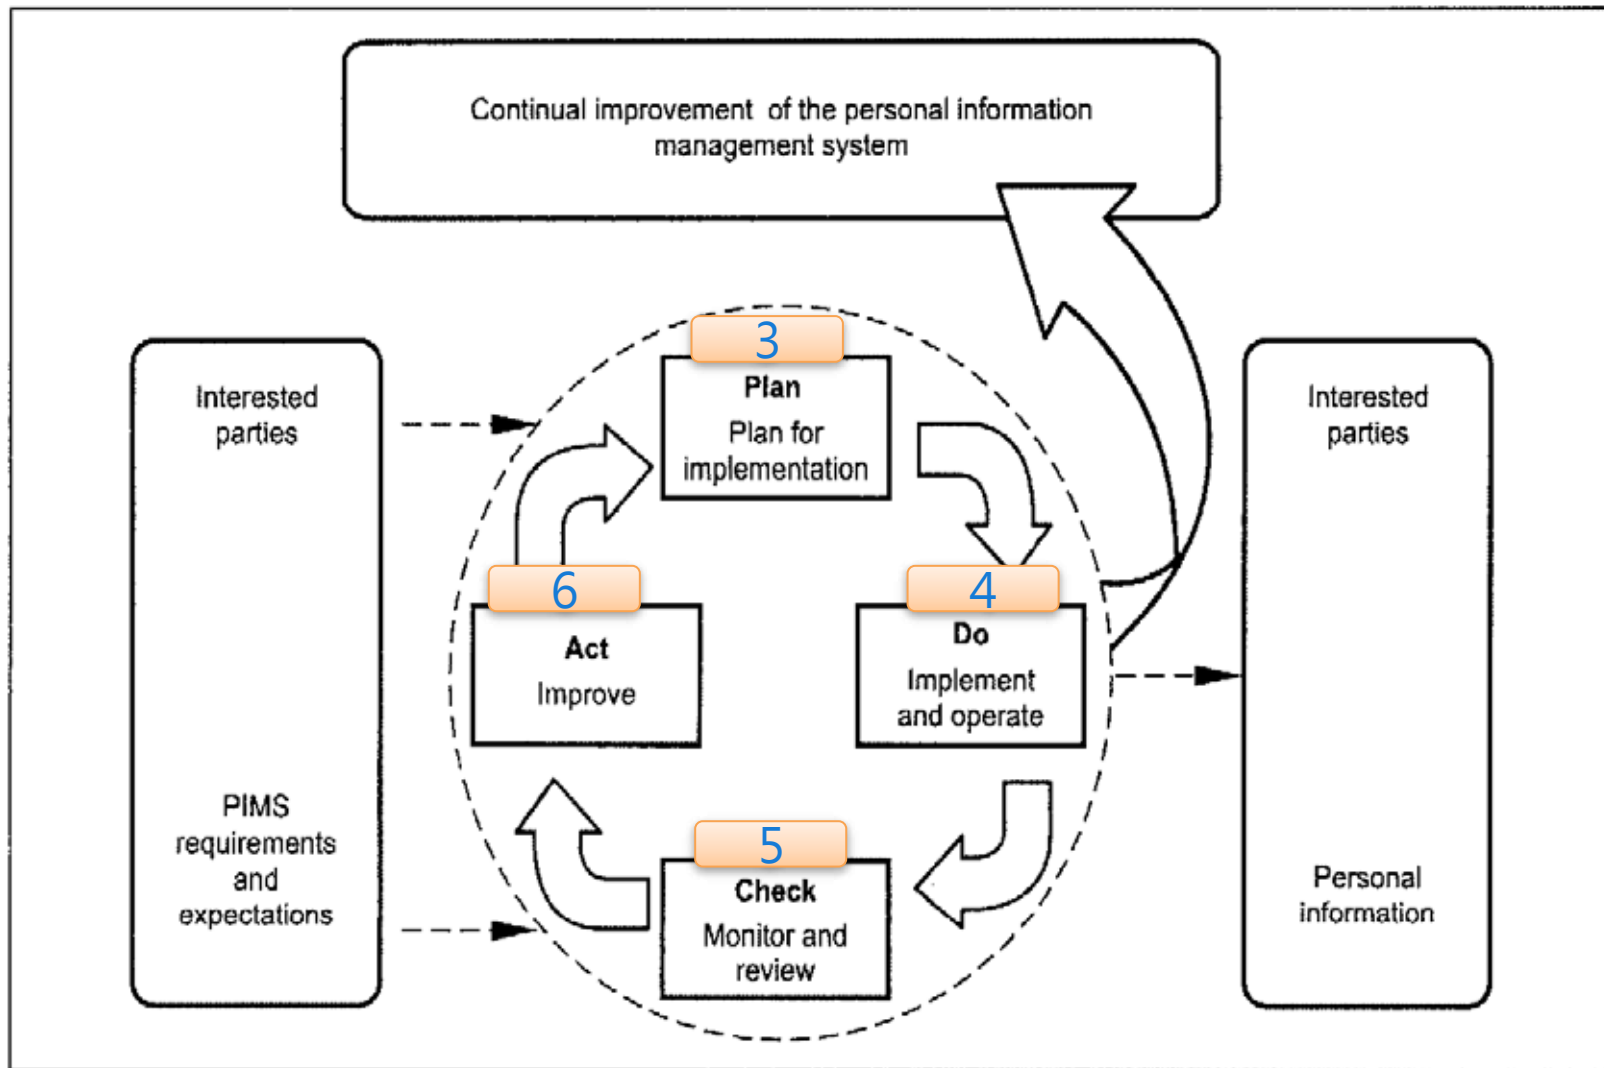 Continual improvement of the personal information
management system
Interested
parties
PIMS
requirements
and
expectations
3
Plan
Plan for
implementation
6
Act
Improve
4
Do
Implement
and operate
5
Check
Monitor and
review
Interested
parties
Personal
information